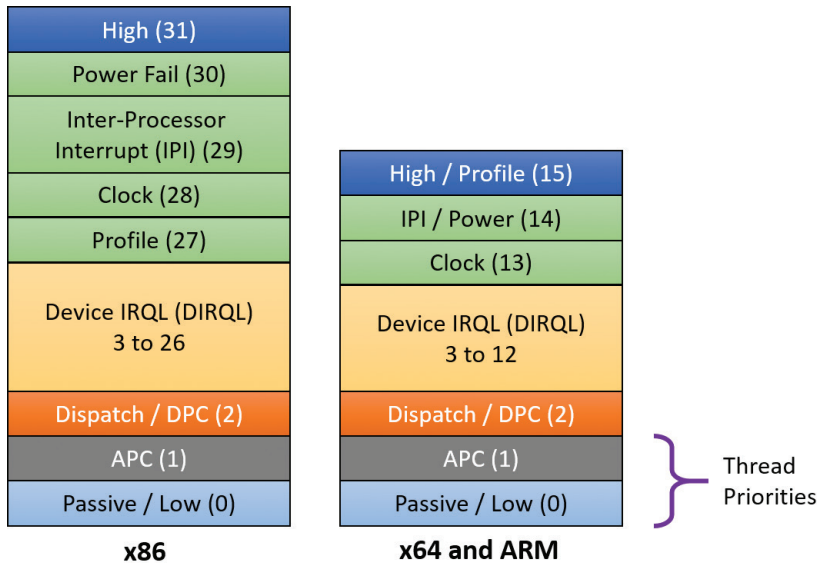 High (31)
Power Fail (30)
Inter-Processor
Interrupt (IPI) (29)
Clock (28)
Profile (27)
Device IRQL (DIRQL)
3 to 26
Dispatch / DPC (2)
APC (1)
Passive / Low (0)
x86
High / Profile (15)
IPI / Power (14)
Clock (13)
Device IRQL (DIRQL)
3 to 12
Dispatch / DPC (2)
APC (1)
Passive / Low (0)
x64 and ARM
Thread
Priorities